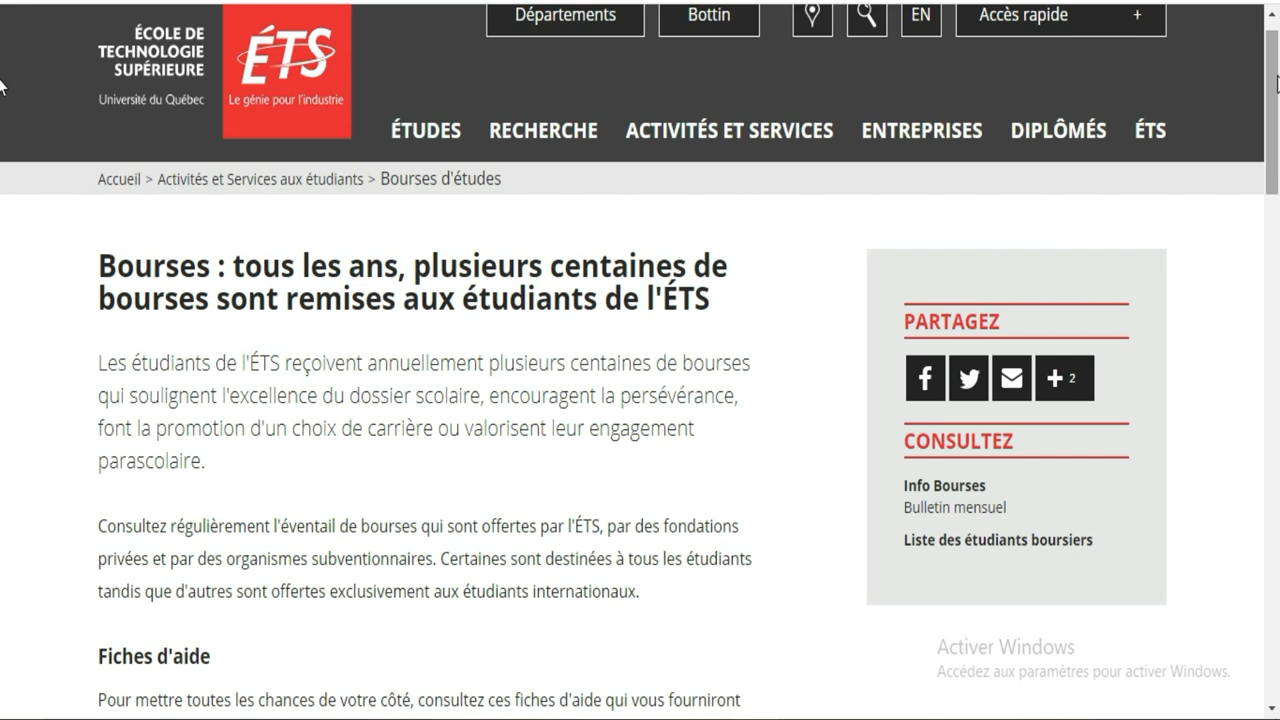 Départements
Bottin
EN
Accès rapide +
ÉCOLE DE
TECHNOLOGIE
SUPÉRIEURE
Université du Québec
ÉTS
Le génie pour l'industrie
ÉTUDES RECHERCHE ACTIVITÉS ET SERVICES ENTREPRISES DIPLÔMÉS ÉTS
Accueil > Activités et Services aux étudiants > Bourses d'études
Bourses : tous les ans, plusieurs centaines de
bourses sont remises aux étudiants de l'ÉTS
Les étudiants de l'ÉTS reçoivent annuellement plusieurs centaines de bourses
qui soulignent l'excellence du dossier scolaire, encouragent la persévérance,
font la promotion d'un choix de carrière ou valorisent leur engagement
parascolaire.
Consultez régulièrement l'éventail de bourses qui sont offertes par l'ÉTS, par des fondations
privées et par des organismes subventionnaires. Certaines sont destinées à tous les étudiants
tandis que d'autres sont offertes exclusivement aux étudiants internationaux.
Fiches d'aide
Pour mettre toutes les chances de votre côté, consultez ces fiches d'aide qui vous fourniront
PARTAGEZ
+ 2
CONSULTEZ
Info Bourses
Bulletin mensuel
Liste des étudiants boursiers
Activer Windows
Accédez aux paramètres pour activer Windows.